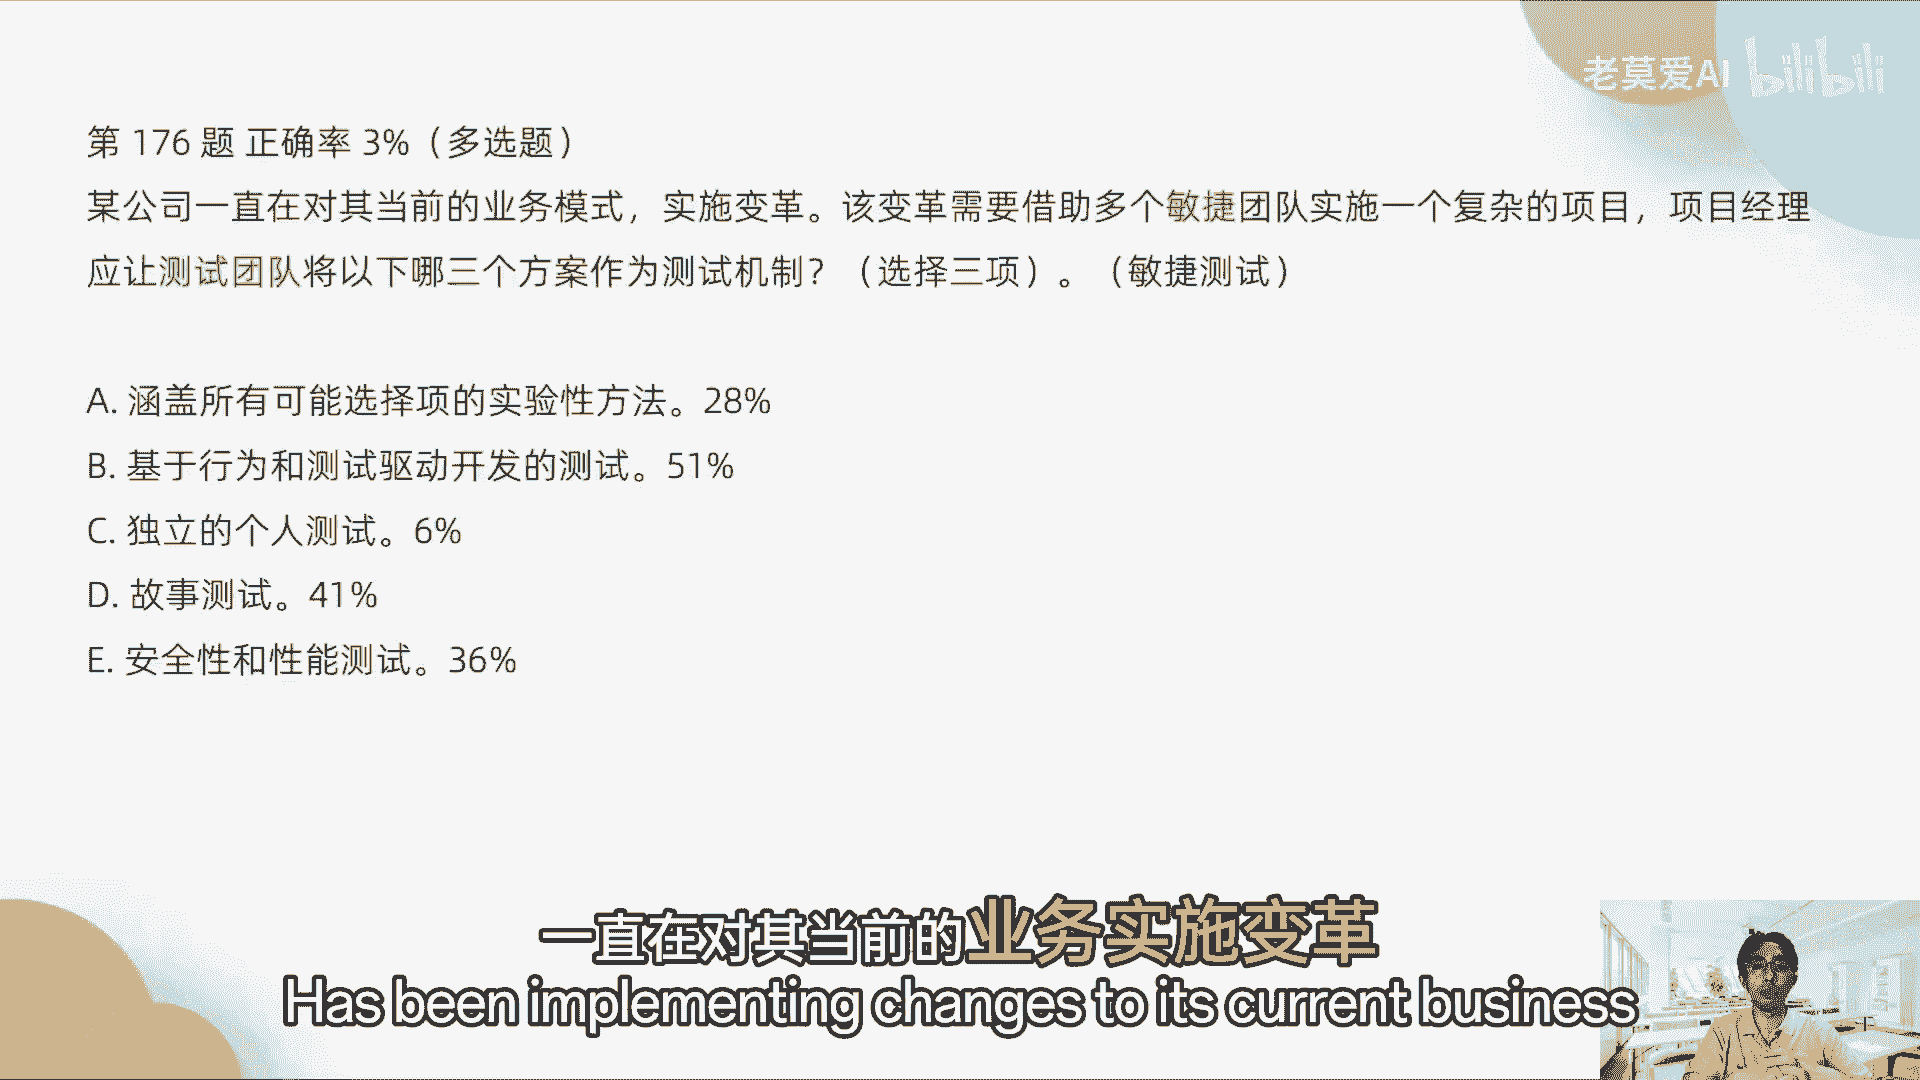 老莫爱AI bilibili
第 176 题 正确率 3%（多选题）
某公司一直在对其当前的业务模式，实施变革。该变革需要借助多个敏捷团队实施一个复杂的项目，项目经理
应让测试团队将以下哪三个方案作为测试机制？（选择三项）。（敏捷测试）
A. 涵盖所有可能选择项的实验性方法。28%
B. 基于行为和测试驱动开发的测试。51%
C. 独立的个人测试。6%
D. 故事测试。41%
E. 安全性和性能测试。36%
一直在对其当前的业务实施变革
Has been implementing changes to its current business